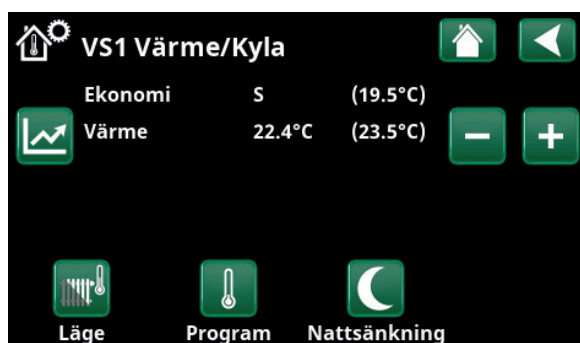 VS1 Värme/Kyla
Ekonomi S (19.5°C)
Värme 22.4°C (23.5°C)
Läge Program Nattsänkning